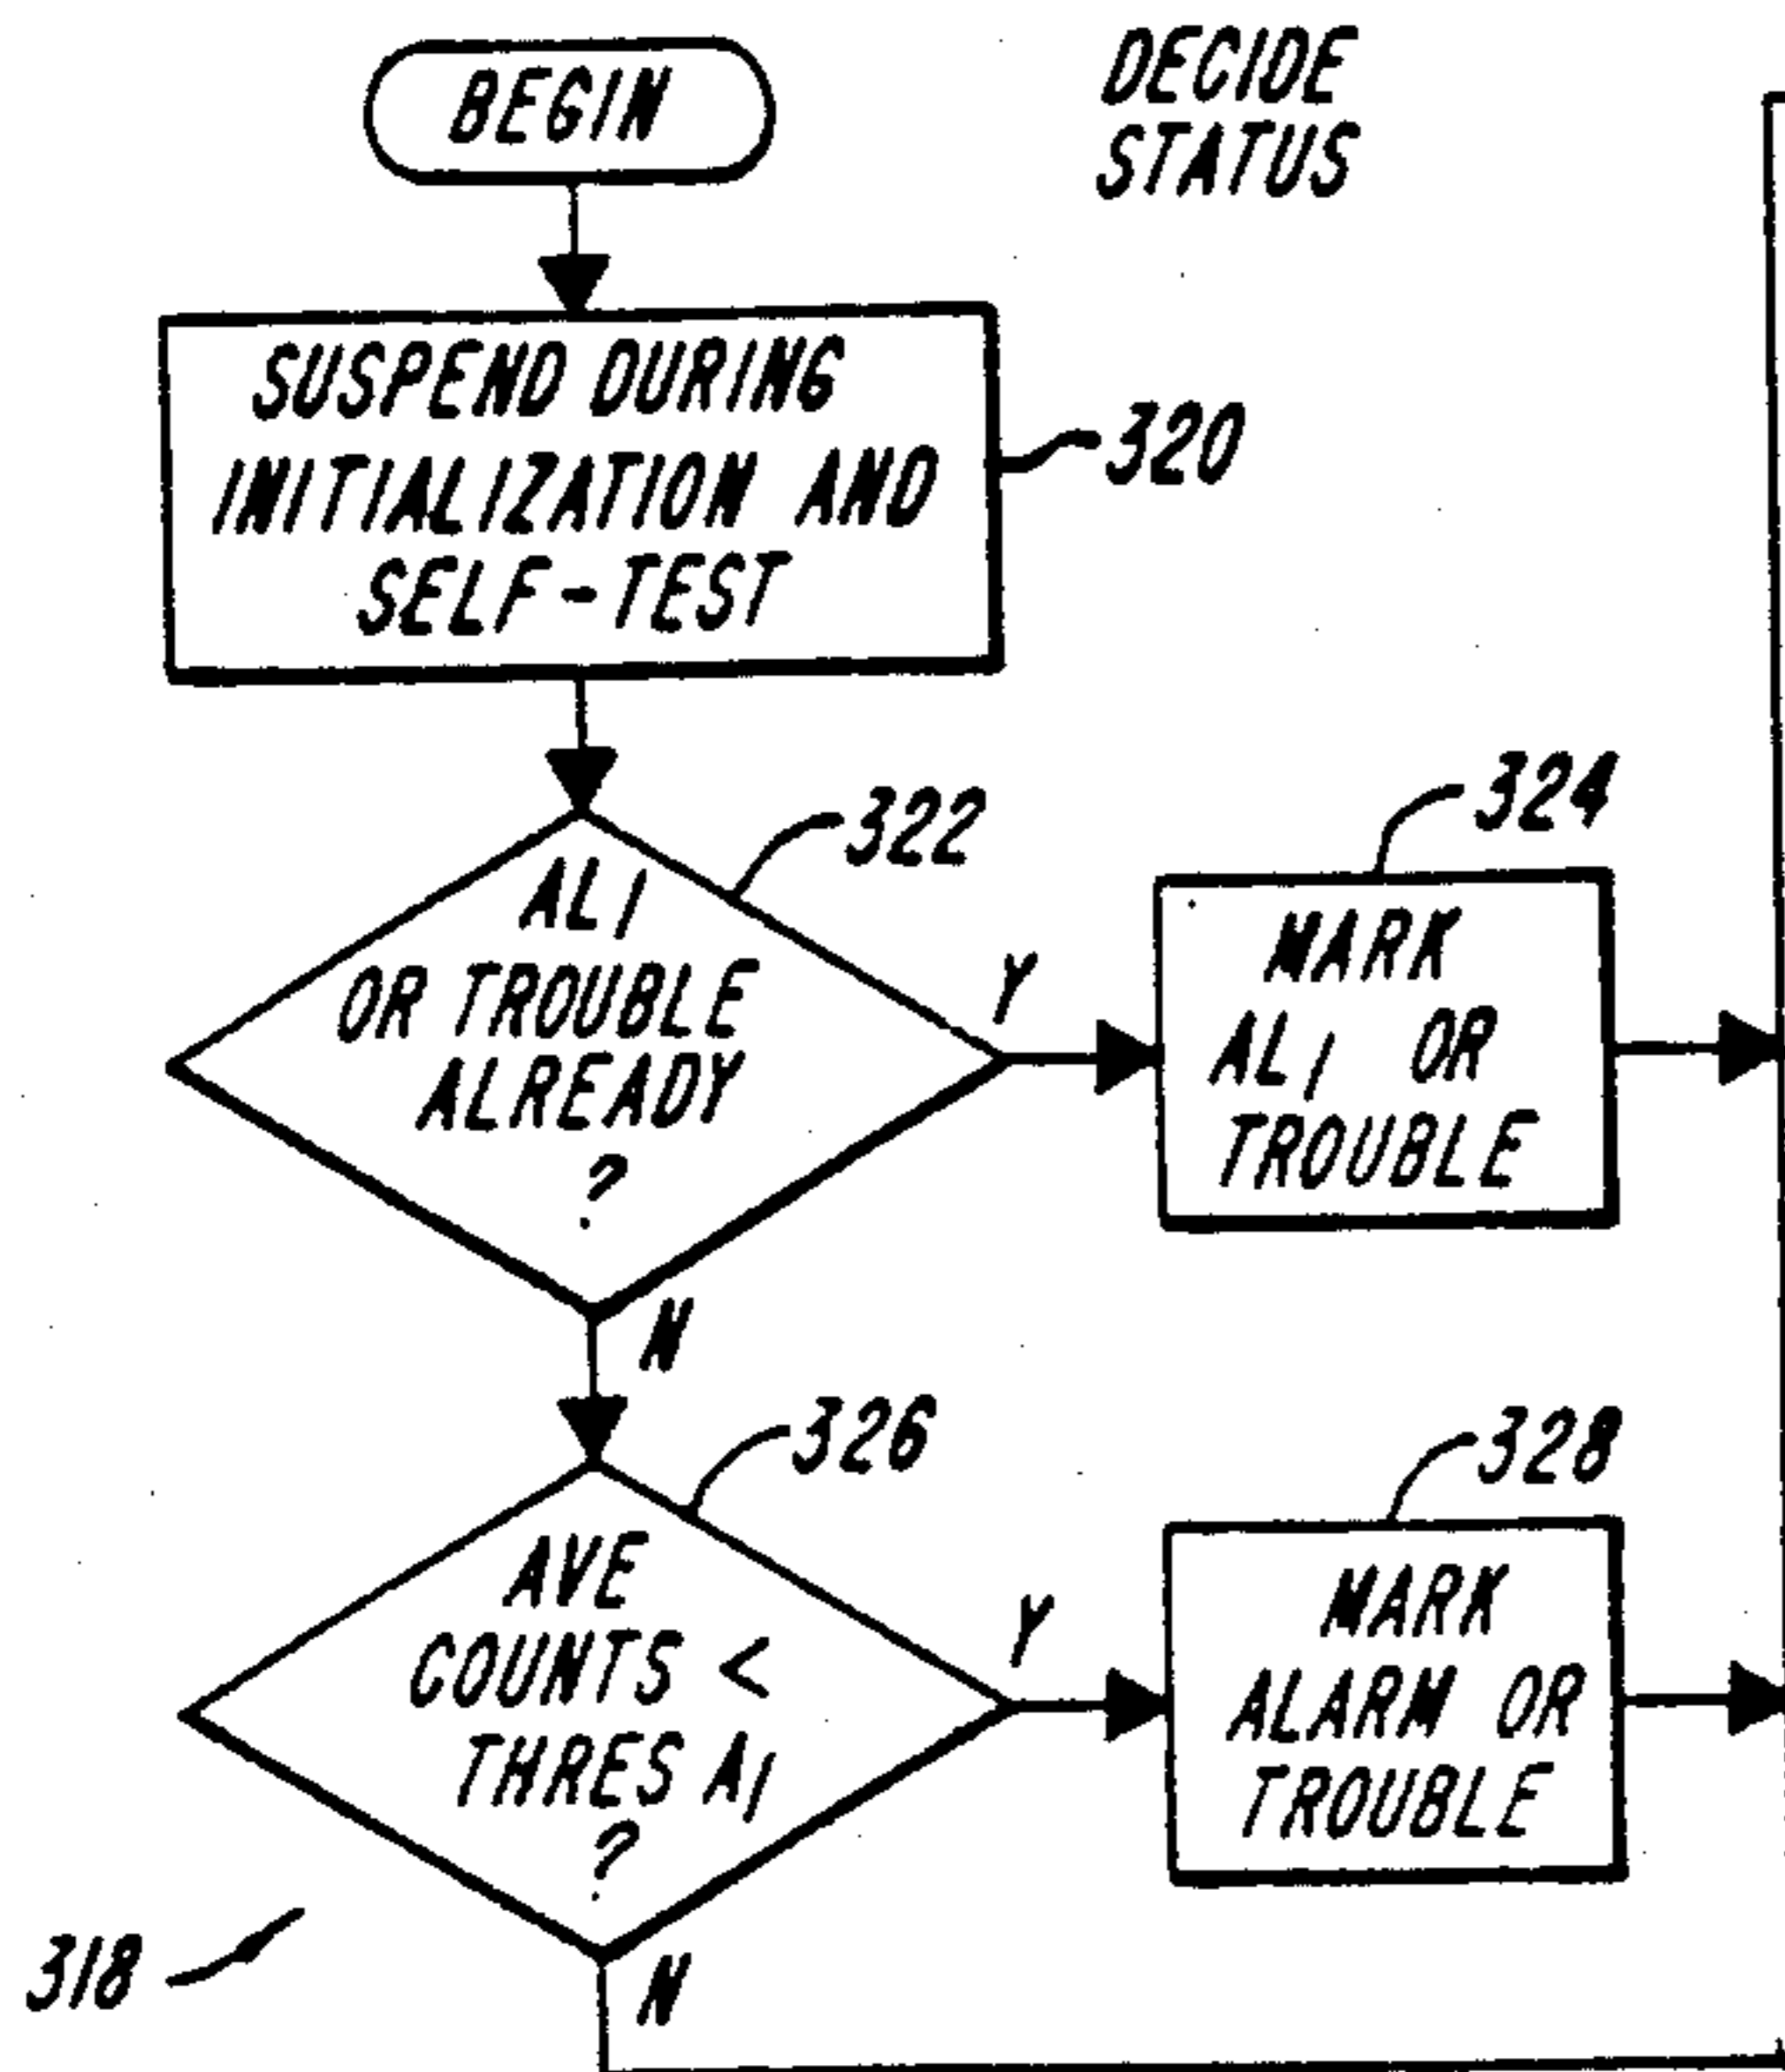 BEGIN
DECIDE
STATUS
SUSPEND DURING
INITIALIZATION AND
SELF-TEST
320
322
AL1
OR TROUBLE
ALREADY
?
Y
324
MARK
AL1 OR
TROUBLE
N
326
AVE
COUNTS <
THRES A1
?
Y
328
MARK
ALARM OR
TROUBLE
318
N